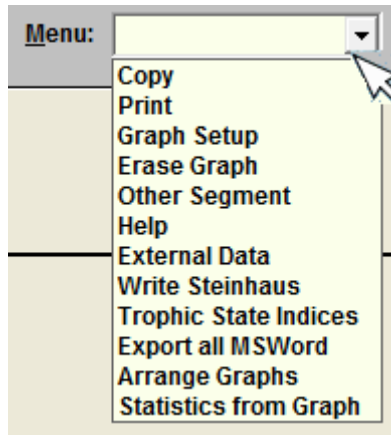 Menu:
Copy
Print
Graph Setup
Erase Graph
Other Segment
Help
External Data
Write Steinhaus
Trophic State Indices
Export all MSWord
Arrange Graphs
Statistics from Graph